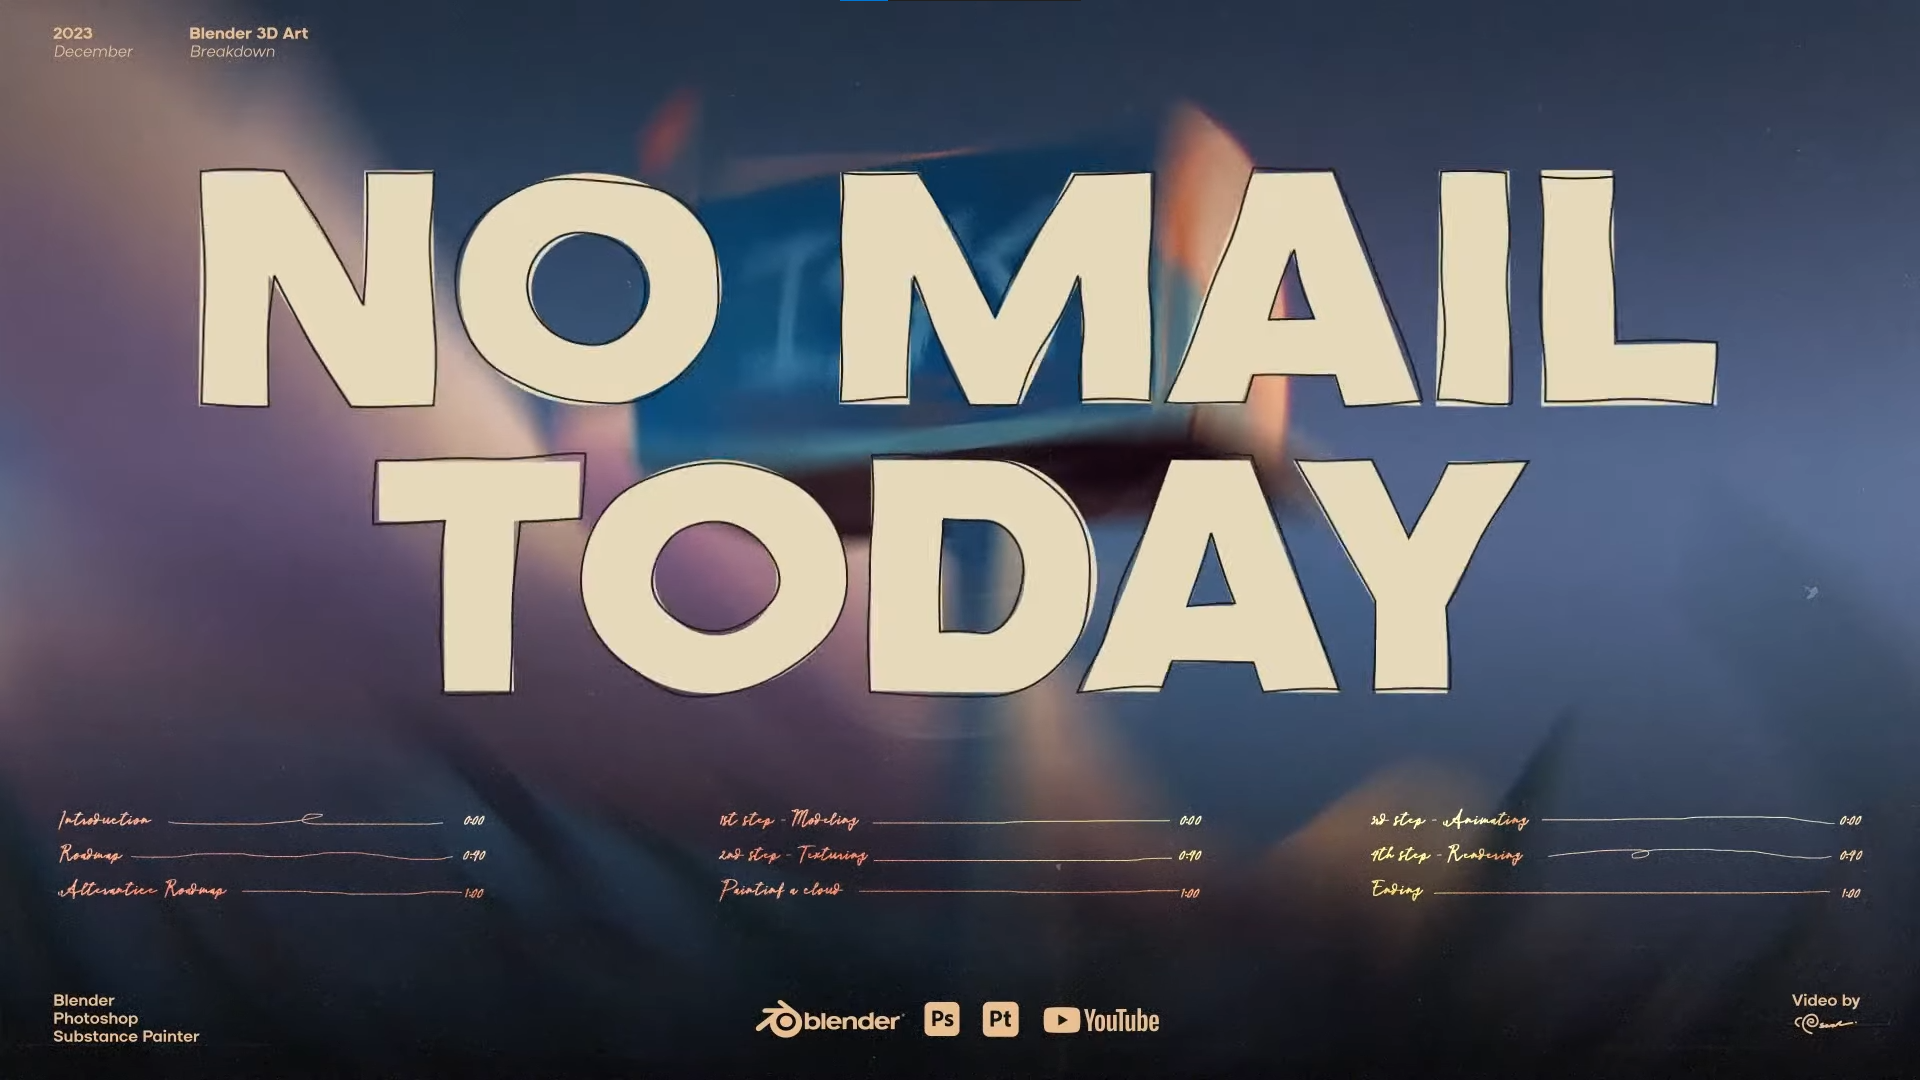 2023
December
Blender 3D Art
Breakdown
NO MAIL
TODAY
Introduction 0:00
Roadmap 0:40
Alterantice Roadmap 1:00
1st step - Modeling 0:00
2nd step - Texturing 0:40
Paintinf a cloud 1:00
3rd step - Animating 0:00
4th step - Rendering 0:40
Ending 1:00
Blender
Photoshop
Substance Painter
blender
Ps
Pt
YouTube
Video by